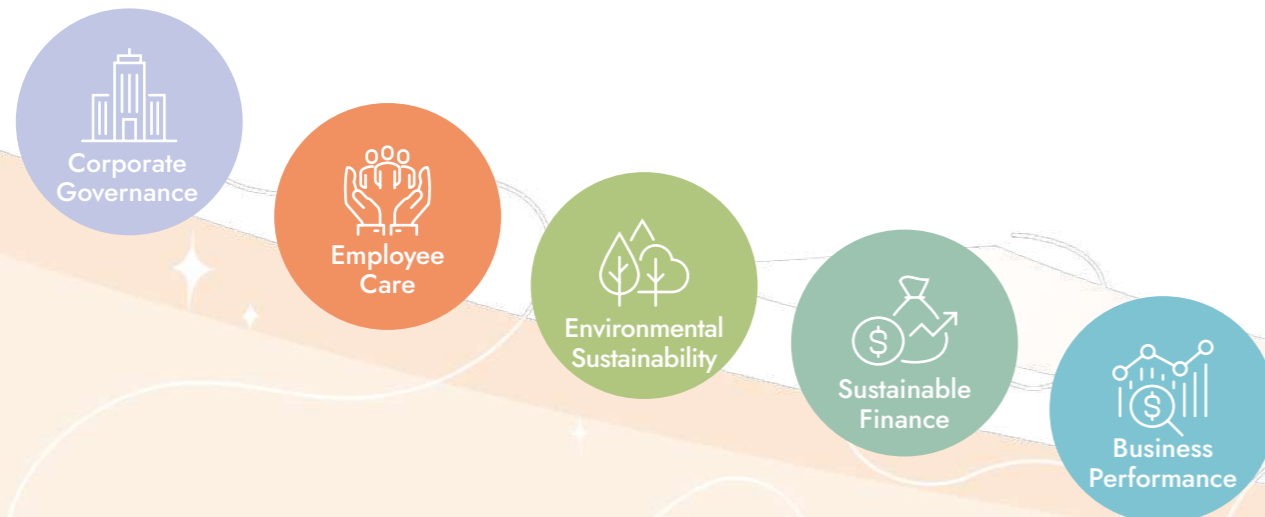 Corporate
Governance
Employee
Care
Environmental
Sustainability
$
Sustainable
Finance
$
Business
Performance